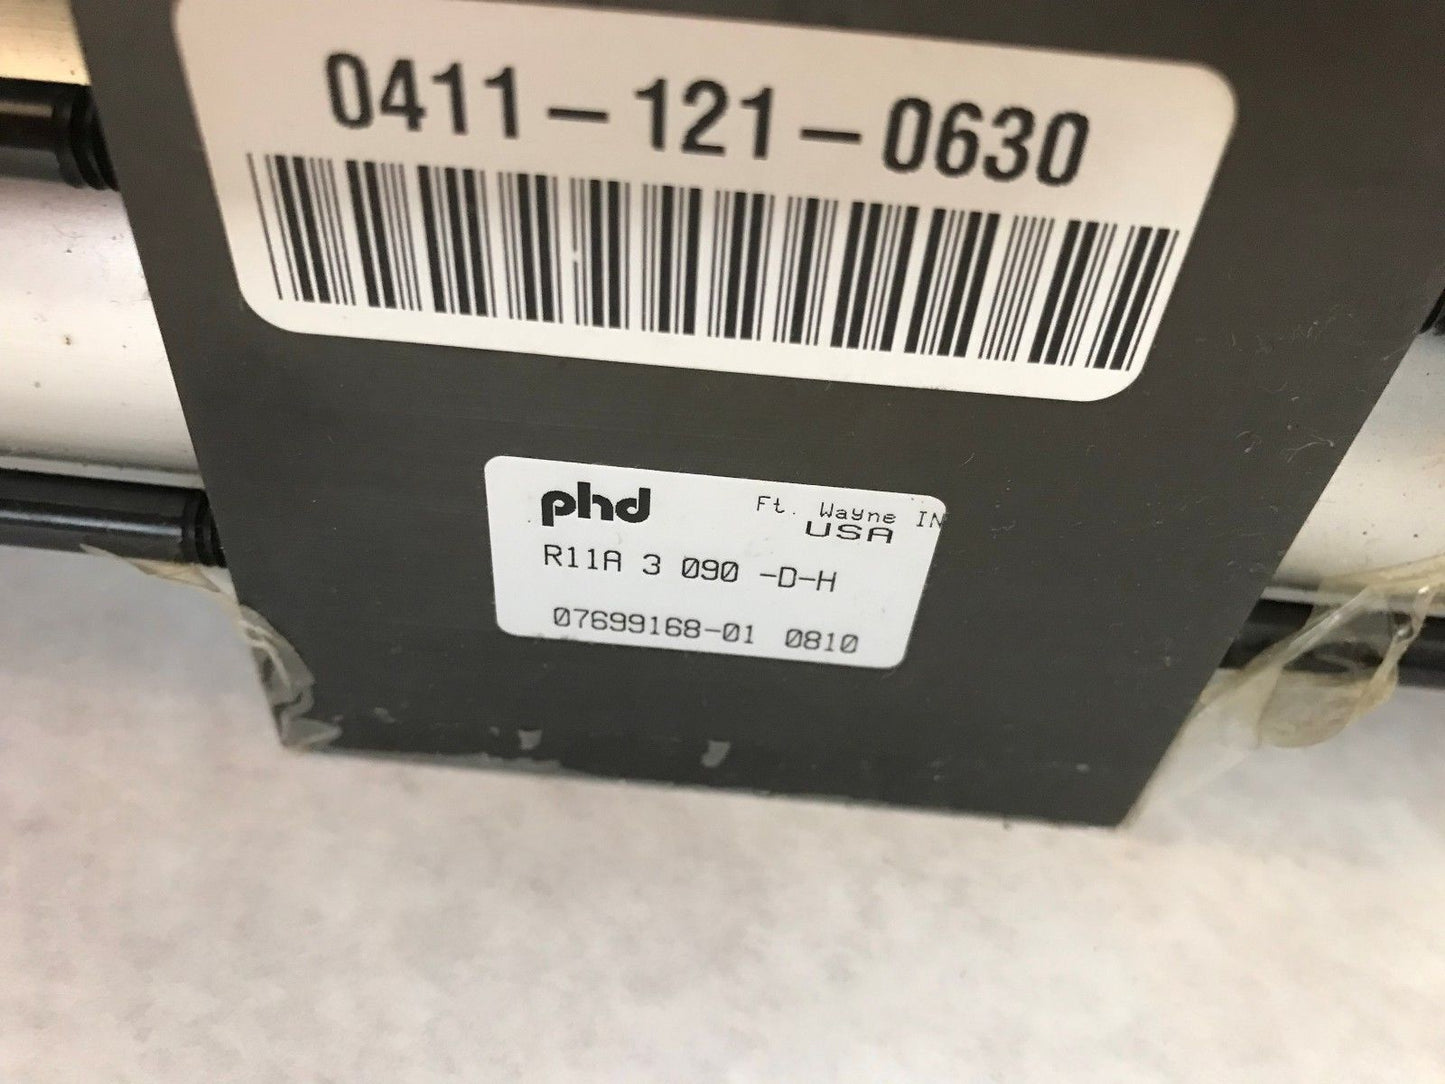 0411-121-0630
phd Ft. Wayne IN
USA
R11A 3 090 -D-H
07699168-01 0810